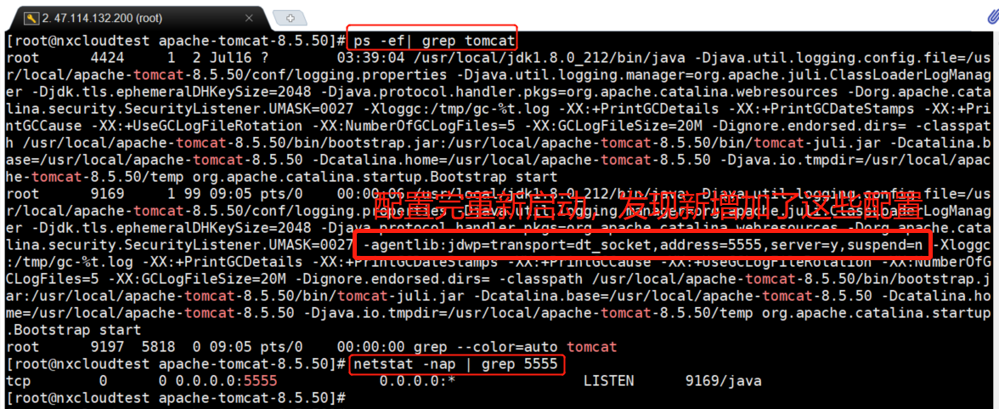 2. 47.114.132.200 (root)
[root@nxcloudtest apache-tomcat-8.5.50]# ps -ef| grep tomcat
root      4424     1  2 Jul16 ?        03:39:04 /usr/local/jdk1.8.0_212/bin/java -Djava.util.logging.config.file=/us
r/local/apache-tomcat-8.5.50/conf/logging.properties -Djava.util.logging.manager=org.apache.juli.ClassLoaderLogManag
er -Djdk.tls.ephemeralDHKeySize=2048 -Djava.protocol.handler.pkgs=org.apache.catalina.webresources -Dorg.apache.cata
lina.security.SecurityListener.UMASK=0027 -Xloggc:/tmp/gc-%t.log -XX:+PrintGCDetails -XX:+PrintGCDateStamps -XX:+Pri
ntGCCause -XX:+UseGCLogFileRotation -XX:NumberOfGCLogFiles=5 -XX:GCLogFileSize=20M -Dignore.endorsed.dirs= -classpat
h /usr/local/apache-tomcat-8.5.50/bin/bootstrap.jar:/usr/local/apache-tomcat-8.5.50/bin/tomcat-juli.jar -Dcatalina.b
ase=/usr/local/apache-tomcat-8.5.50 -Dcatalina.home=/usr/local/apache-tomcat-8.5.50 -Djava.io.tmpdir=/usr/local/apac
he-tomcat-8.5.50/temp org.apache.catalina.startup.Bootstrap start
root      9169     1 99 09:05 pts/0    00:00:06 /usr/local/jdk1.8.0_212/bin/java -Djava.util.logging.config.file=/us
配置完重新启动，发现新增加了这些配置
r/local/apache-tomcat-8.5.50/conf/logging.properties -Djava.util.logging.manager=org.apache.juli.ClassLoaderLogManag
er -Djdk.tls.ephemeralDHKeySize=2048 -Djava.protocol.handler.pkgs=org.apache.catalina.webresources -Dorg.apache.cata
lina.security.SecurityListener.UMASK=0027 -agentlib:jdwp=transport=dt_socket,address=5555,server=y,suspend=n -Xloggc
:/tmp/gc-%t.log -XX:+PrintGCDetails -XX:+PrintGCDateStamps -XX:+PrintGCCause -XX:+UseGCLogFileRotation -XX:NumberOfG
CLogFiles=5 -XX:GCLogFileSize=20M -Dignore.endorsed.dirs= -classpath /usr/local/apache-tomcat-8.5.50/bin/bootstrap.j
ar:/usr/local/apache-tomcat-8.5.50/bin/tomcat-juli.jar -Dcatalina.base=/usr/local/apache-tomcat-8.5.50 -Dcatalina.ho
me=/usr/local/apache-tomcat-8.5.50 -Djava.io.tmpdir=/usr/local/apache-tomcat-8.5.50/temp org.apache.catalina.startup
.Bootstrap start
root      9197  5818  0 09:05 pts/0    00:00:00 grep --color=auto tomcat
[root@nxcloudtest apache-tomcat-8.5.50]# netstat -nap | grep 5555
tcp        0      0 0.0.0.0:5555            0.0.0.0:*               LISTEN      9169/java
[root@nxcloudtest apache-tomcat-8.5.50]#